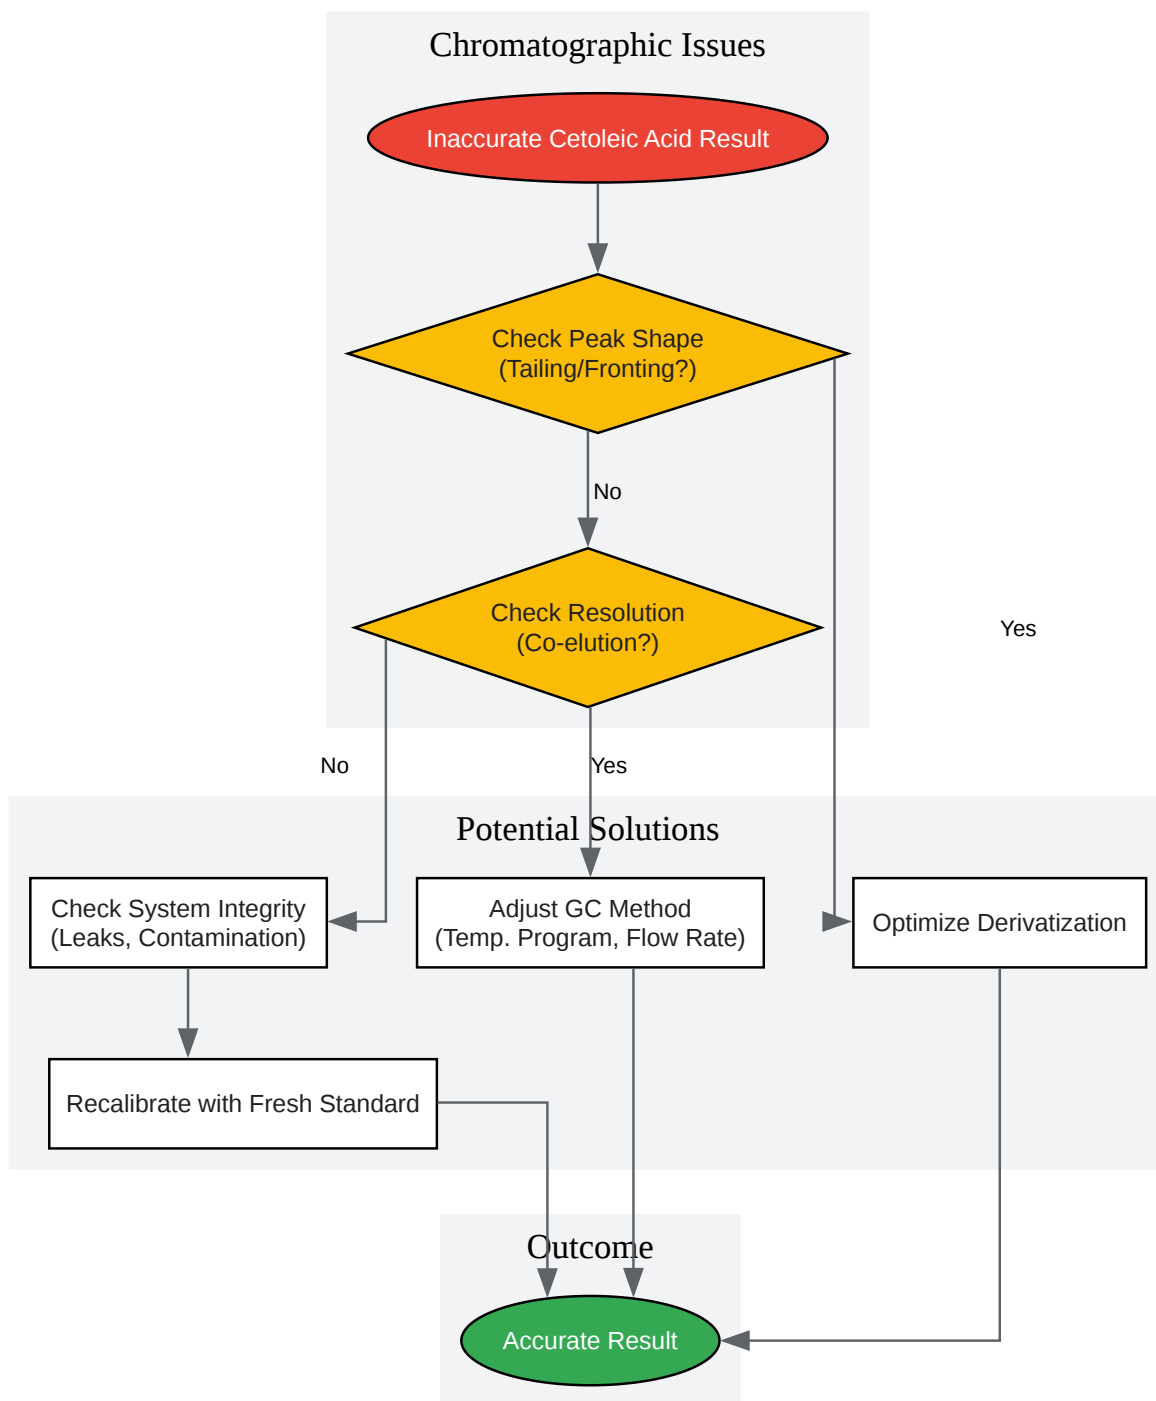 Chromatographic Issues
Inaccurate Cetoleic Acid Result
Check Peak Shape
(Tailing/Fronting?)
No
Check Resolution
(Co-elution?)
Yes
No
Yes
Potential Solutions
Check System Integrity
(Leaks, Contamination)
Adjust GC Method
(Temp. Program, Flow Rate)
Optimize Derivatization
Recalibrate with Fresh Standard
Outcome
Accurate Result